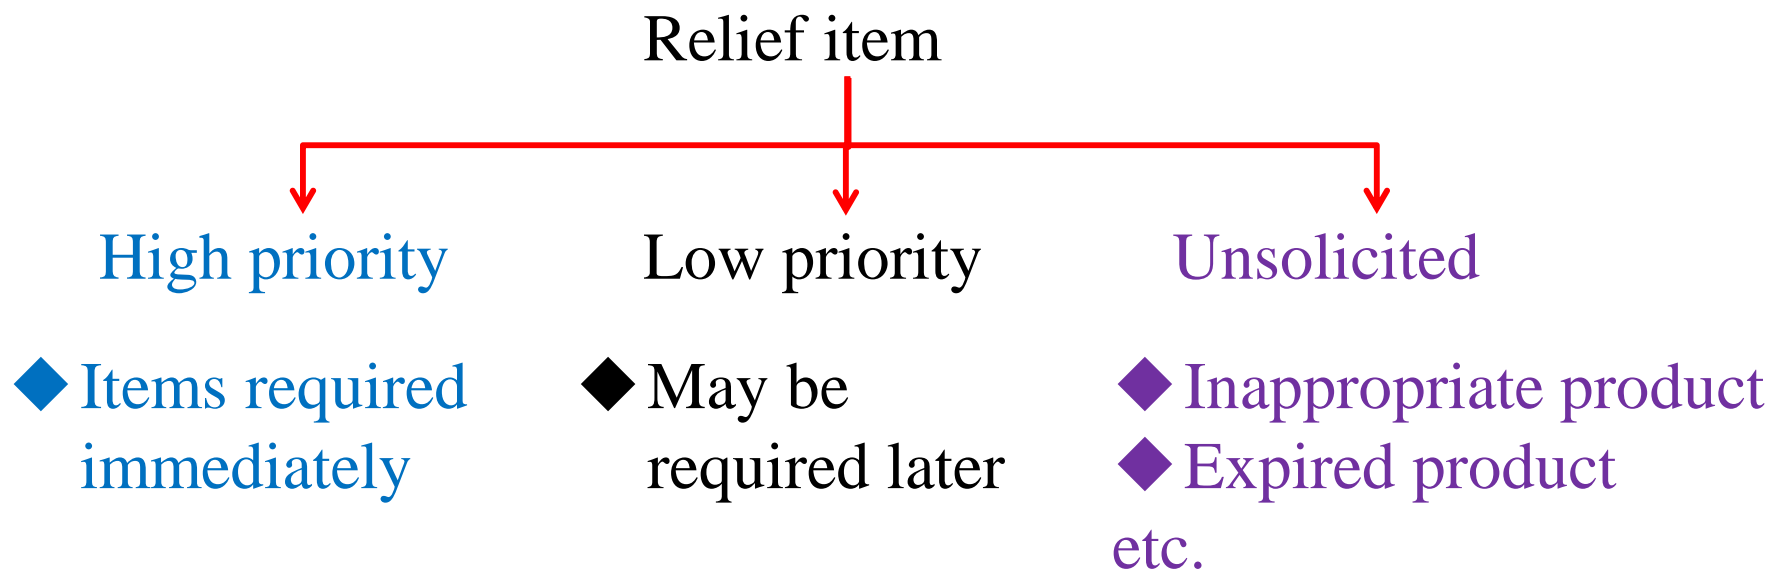 Relief item
High priority
Low priority
Unsolicited
Items required
immediately
May be
required later
Inappropriate product
Expired product
etc.